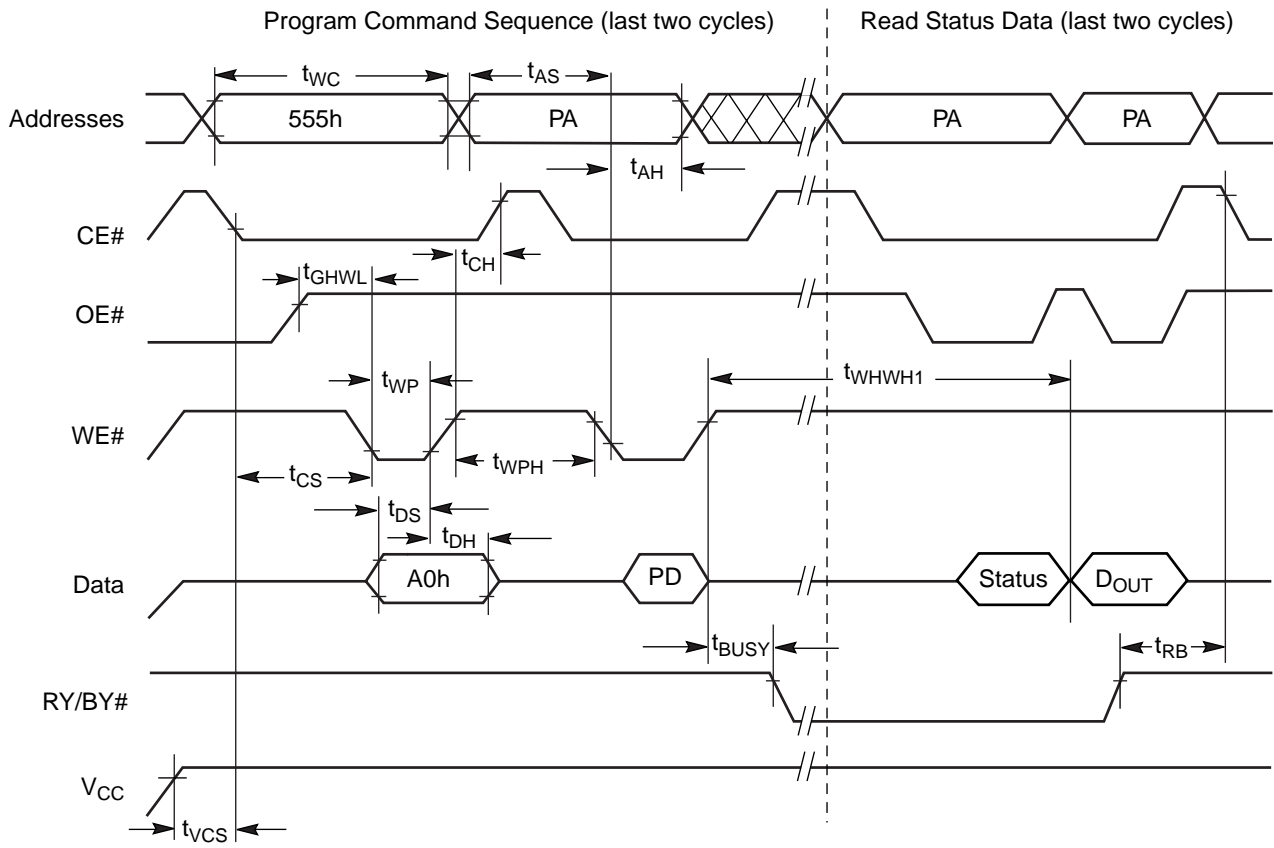 Program Command Sequence (last two cycles)
Read Status Data (last two cycles)
tWC
tAS
Addresses
555h
PA
PA
PA
tAH
CE#
tCH
tGHWL
OE#
tWP
tWHWH1
WE#
tCS
tWPH
tDS
tDH
Data
A0h
PD
Status
DOUT
tBUSY
tRB
RY/BY#
VCC
tVCS